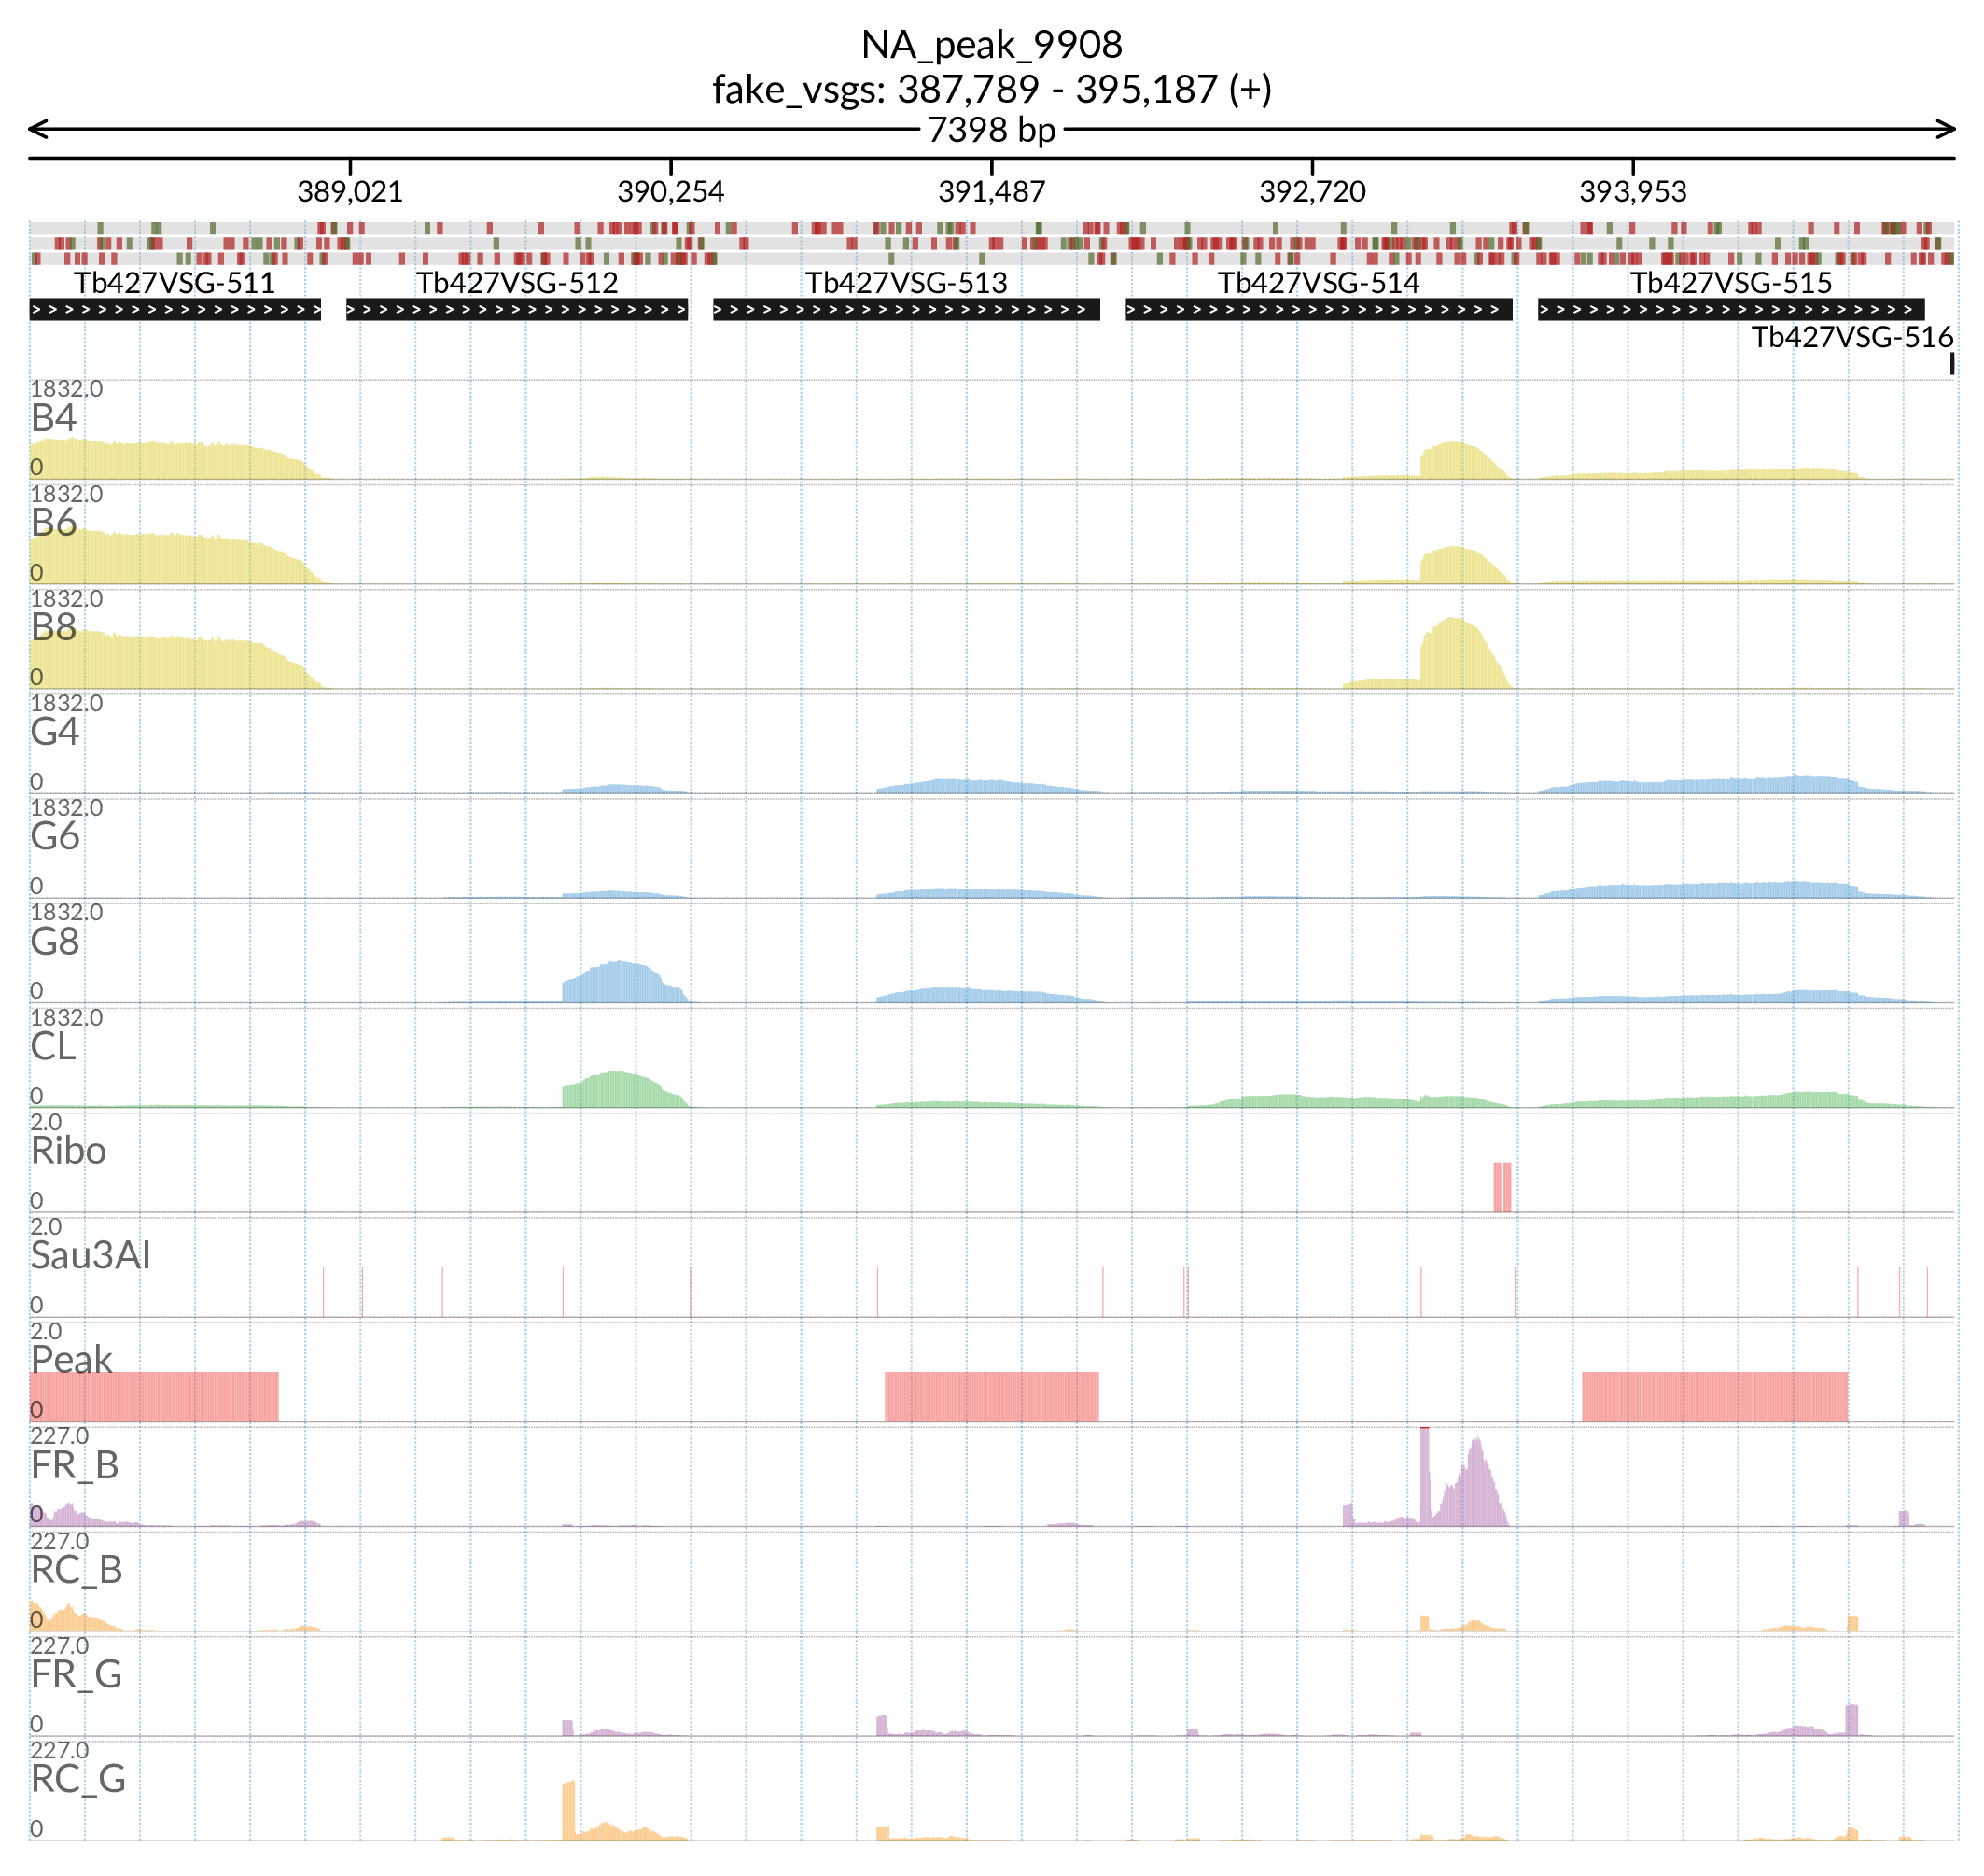 NA_peak_9908
fake_vsgs: 387,789 - 395,187 (+)
7398 bp
389,021 390,254 391,487 392,720 393,953
Tb427VSG-511 Tb427VSG-512 Tb427VSG-513 Tb427VSG-514 Tb427VSG-515
Tb427VSG-516
1832.0
B4
0
1832.0
B6
0
1832.0
B8
0
1832.0
G4
0
1832.0
G6
0
1832.0
G8
0
1832.0
CL
0
2.0
Ribo
0
2.0
Sau3AI
0
2.0
Peak
0
227.0
FR_B
0
227.0
RC_B
0
227.0
FR_G
0
227.0
RC_G
0